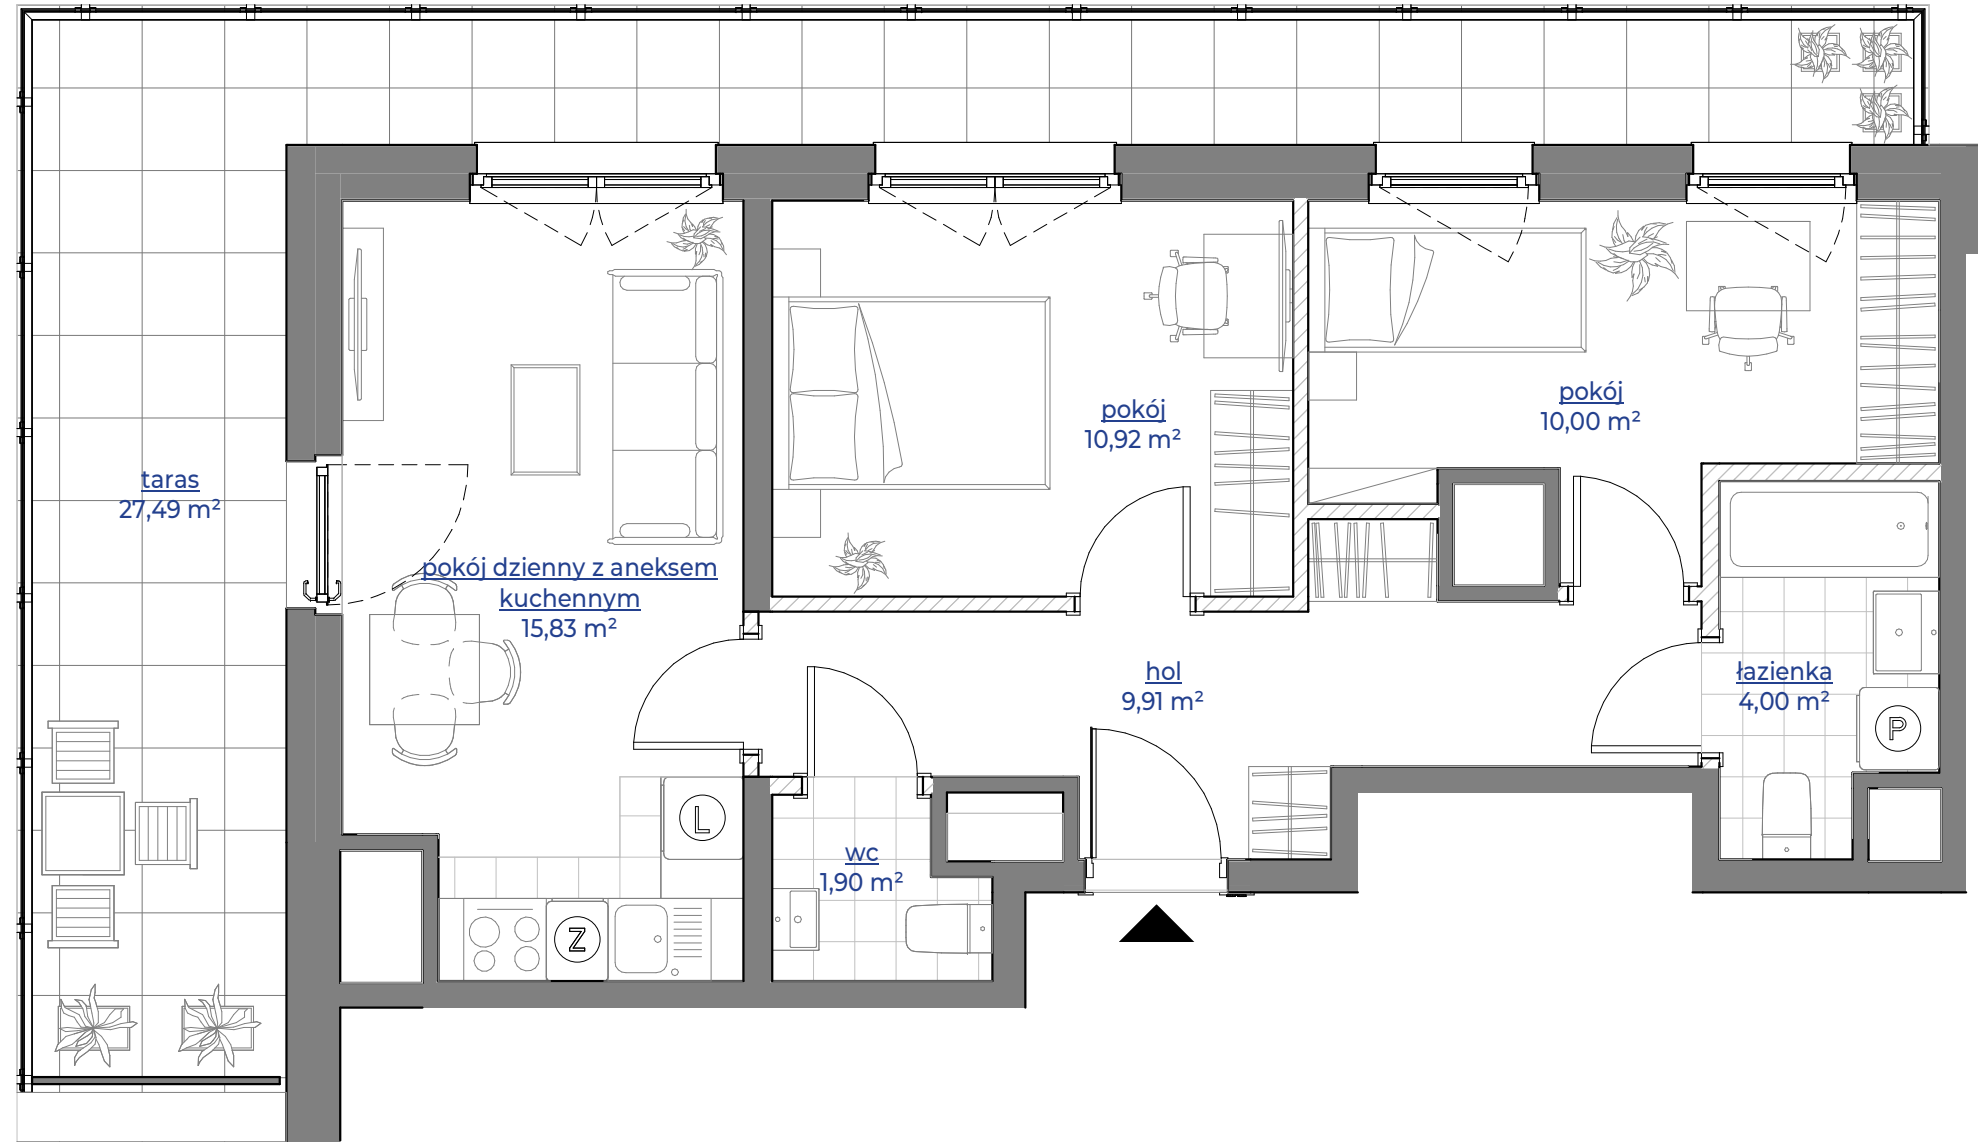 pokój
10,00 m²
pokój
10,92 m²
taras
27,49 m²
pokój dzienny z aneksem
kuchennym
15,83 m²
hol
9,91 m²
łazienka
4,00 m²
P
L
wc
1,90 m²
Z